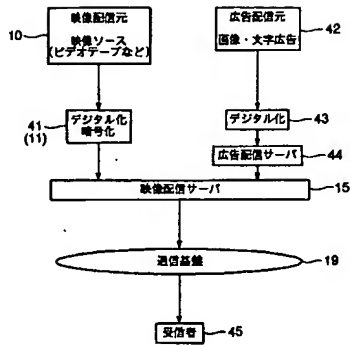 10
映像配信元
映像ソース
(ビデオテープなど)
広告配信元
画像・文字広告
42
41
(11)
デジタル化
暗号化
デジタル化
43
広告配信サーバ
44
映像配信サーバ
15
通信基盤
19
受信者
45